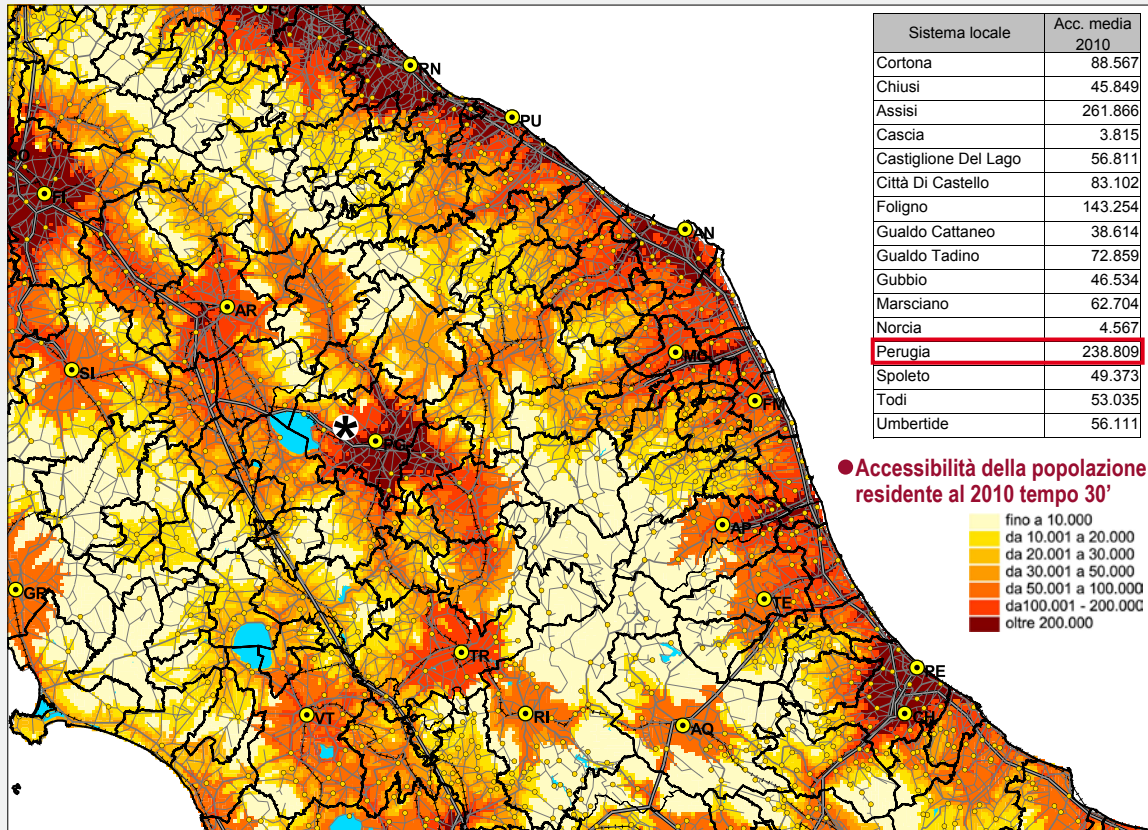 Sistema locale Acc. media 2010
Cortona 88.567
Chiusi 45.849
Assisi 261.866
Cascia 3.815
Castiglione Del Lago 56.811
Città Di Castello 83.102
Foligno 143.254
Gualdo Cattaneo 38.614
Gualdo Tadino 72.859
Gubbio 46.534
Marsciano 62.704
Norcia 4.567
Perugia 238.809
Spoleto 49.373
Todi 53.035
Umbertide 56.111
Accessibilità della popolazione
residente al 2010 tempo 30'
fino a 10.000
da 10.001 a 20.000
da 20.001 a 30.000
da 30.001 a 50.000
da 50.001 a 100.000
da100.001 - 200.000
oltre 200.000
RN
PU
FI
AN
AR
MC
SI
FM
*
PG
AP
GR
TE
TR
PE
VT
RI
CH
AQ